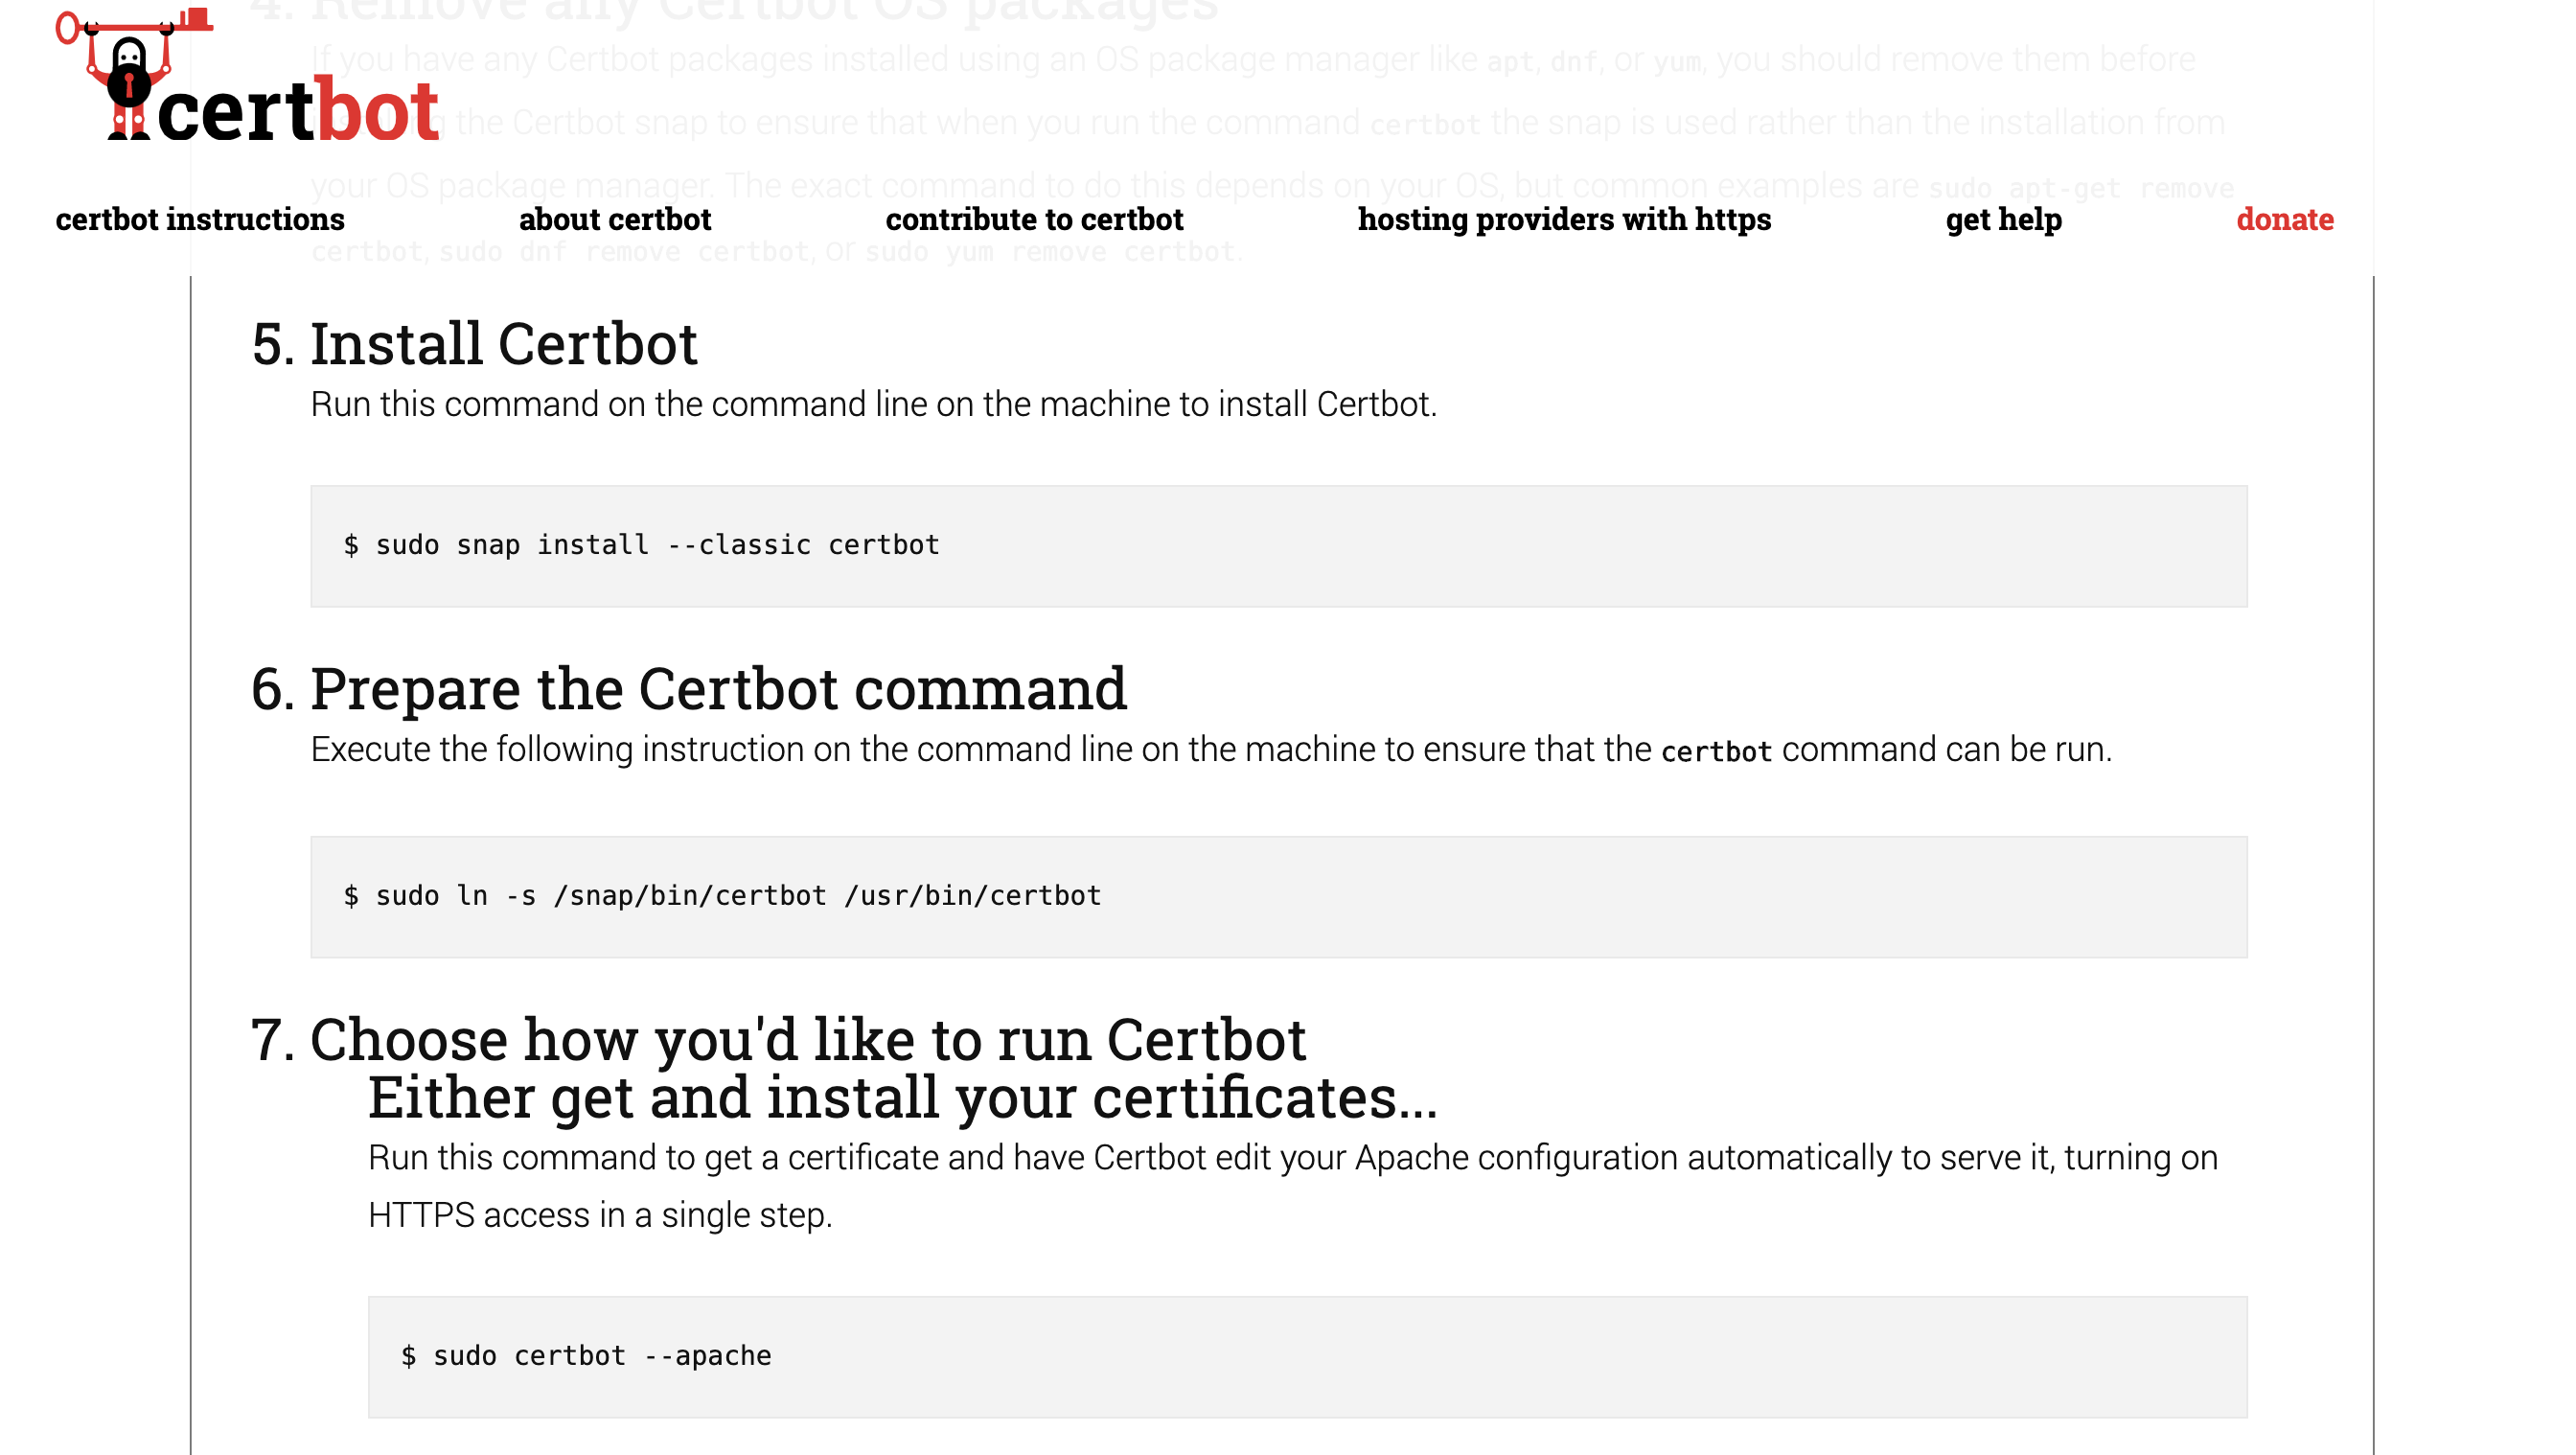 4. Remove any Certbot OS packages
If you have any Certbot packages installed using an OS package manager like apt, dnf, or yum, you should remove them before
certbot
the Certbot snap to ensure that when you run the command certbot the snap is used rather than the installation from
your OS package manager. The exact command to do this depends on your OS, but common examples are sudo apt-get remove
certbot instructions about certbot contribute to certbot hosting providers with https get help donate
certbot, sudo dnf remove certbot, or sudo yum remove certbot.
5. Install Certbot
Run this command on the command line on the machine to install Certbot.
$ sudo snap install --classic certbot
6. Prepare the Certbot command
Execute the following instruction on the command line on the machine to ensure that the certbot command can be run.
$ sudo ln -s /snap/bin/certbot /usr/bin/certbot
7. Choose how you'd like to run Certbot
Either get and install your certificates...
Run this command to get a certificate and have Certbot edit your Apache configuration automatically to serve it, turning on
HTTPS access in a single step.
$ sudo certbot --apache